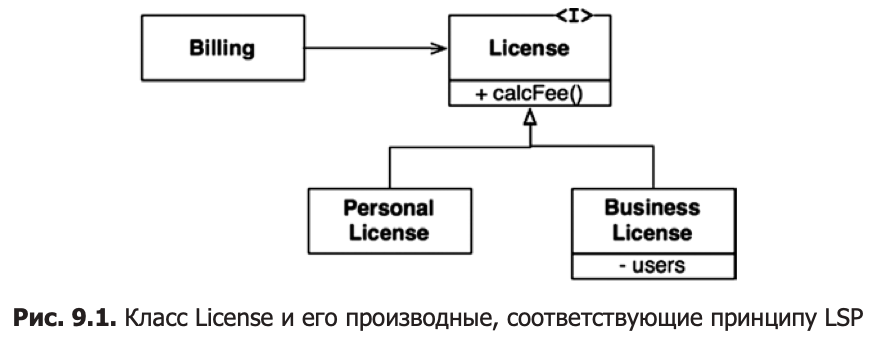 <I>
Billing
License
+ calcFee()
Personal
License
Business
License
- users
Рис. 9.1. Класс License и его производные, соответствующие принципу LSP